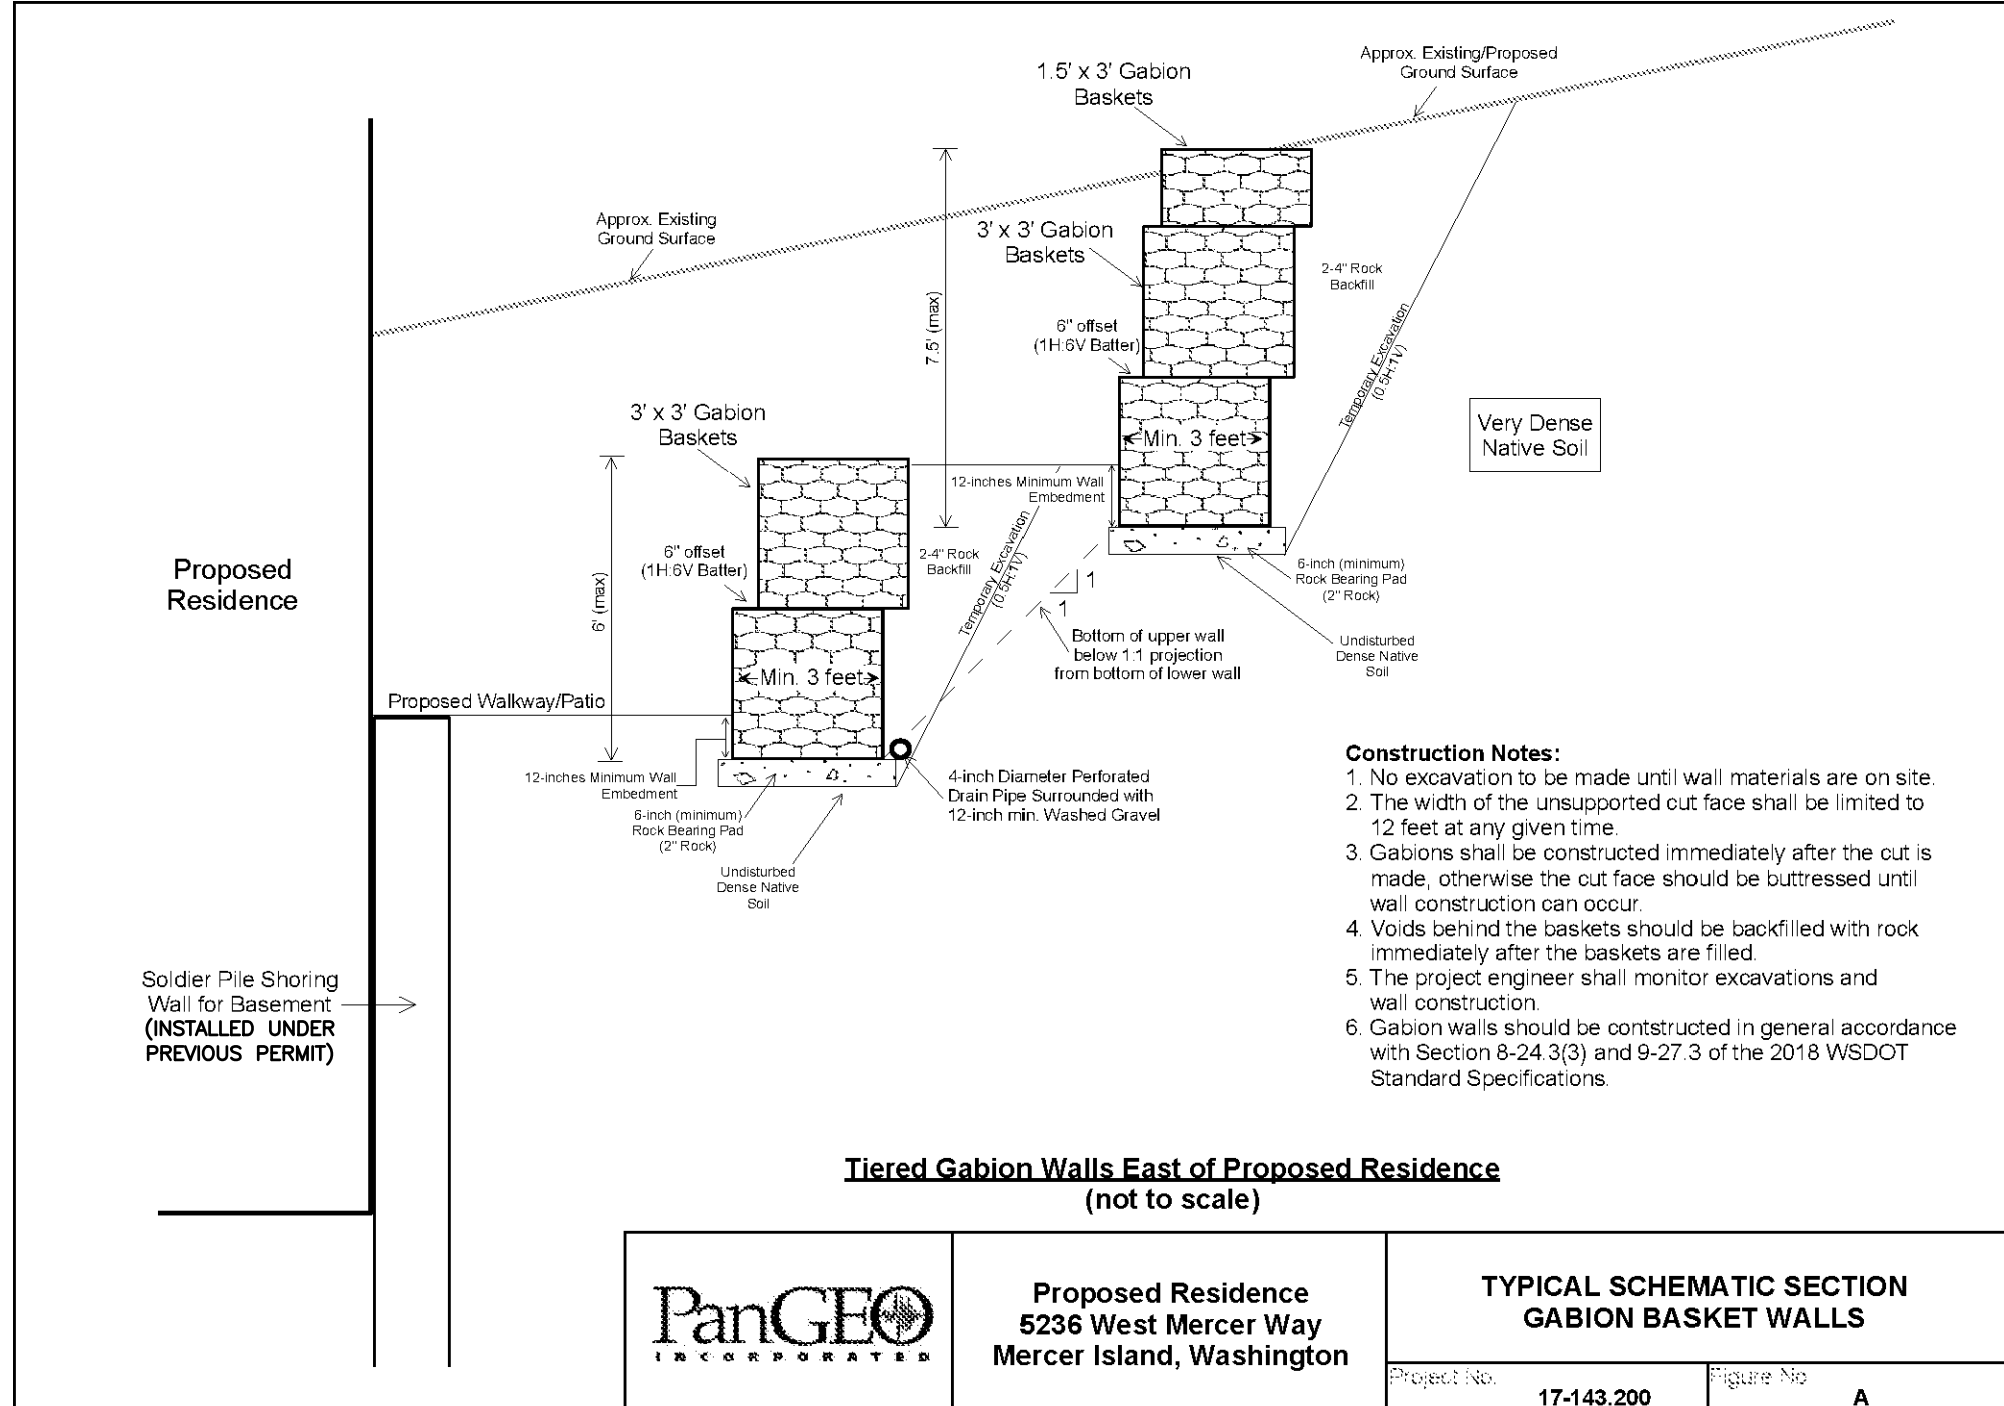 1.5' x 3' Gabion
Baskets
Approx. Existing/Proposed
Ground Surface
Approx. Existing
Ground Surface
3' x 3' Gabion
Baskets
2-4" Rock
Backfill
7.5' (max)
6" offset
(1H:6V Batter)
Temporary Excavation
(0.5H:1V)
3' x 3' Gabion
Baskets
Min. 3 feet
Very Dense
Native Soil
12-inches Minimum Wall
Embedment
6" offset
(1H:6V Batter)
2-4" Rock
Backfill
Temporary Excavation
(0.5H:1V)
6' (max)
Proposed
Residence
6-inch (minimum)
Rock Bearing Pad
(2" Rock)
1
1
Bottom of upper wall
below 1:1 projection
from bottom of lower wall
Undisturbed
Dense Native
Soil
Min. 3 feet
Proposed Walkway/Patio
12-inches Minimum Wall
Embedment
4-inch Diameter Perforated
Drain Pipe Surrounded with
12-inch min. Washed Gravel
6-inch (minimum)
Rock Bearing Pad
(2" Rock)
Undisturbed
Dense Native
Soil
Construction Notes:
1. No excavation to be made until wall materials are on site.
2. The width of the unsupported cut face shall be limited to
12 feet at any given time.
3. Gabions shall be constructed immediately after the cut is
made, otherwise the cut face should be buttressed until
wall construction can occur.
4. Voids behind the baskets should be backfilled with rock
immediately after the baskets are filled.
5. The project engineer shall monitor excavations and
wall construction.
6. Gabion walls should be contstructed in general accordance
with Section 8-24.3(3) and 9-27.3 of the 2018 WSDOT
Standard Specifications.
Soldier Pile Shoring
Wall for Basement
(INSTALLED UNDER
PREVIOUS PERMIT)
Tiered Gabion Walls East of Proposed Residence
(not to scale)
PanGEO
INCORPORATED
Proposed Residence
5236 West Mercer Way
Mercer Island, Washington
TYPICAL SCHEMATIC SECTION
GABION BASKET WALLS
Project No.
17-143.200
Figure No
A